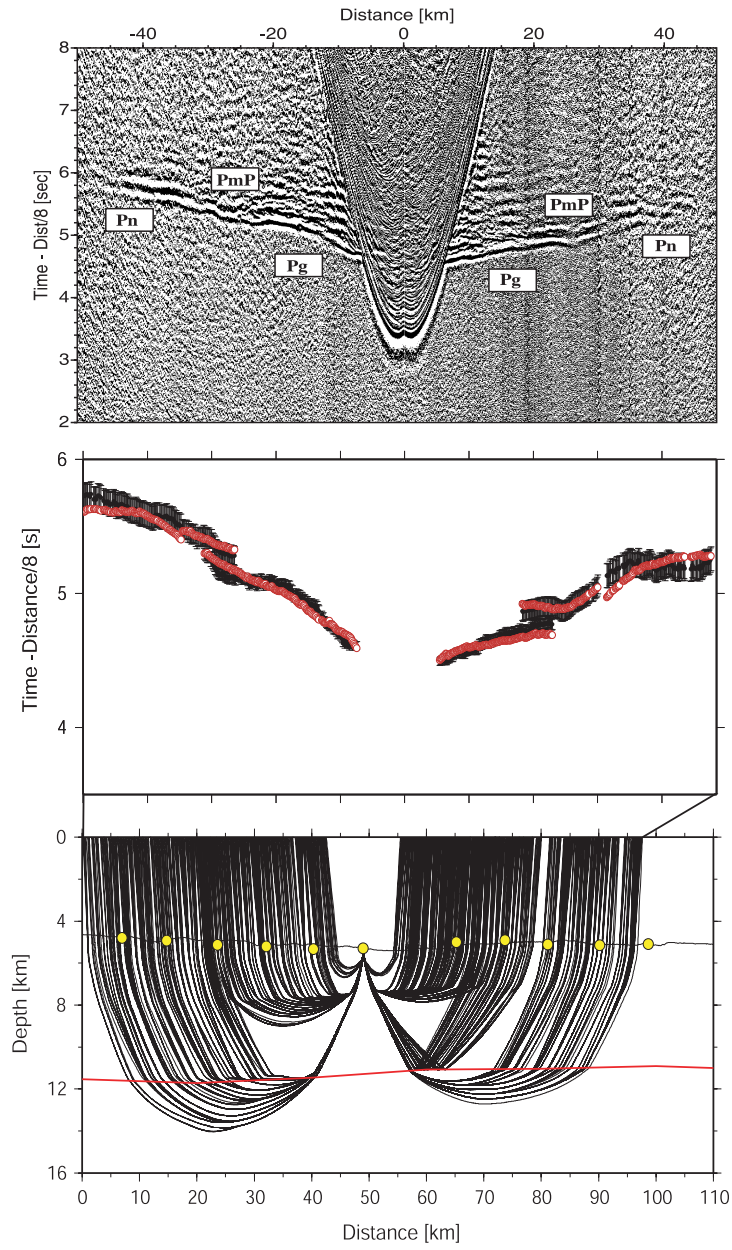 Distance [km]
-40 -20 0 20 40
8
7
6
5
4
3
2
Time - Dist/8 [sec]
PmP
PmP
Pn
Pn
Pg
Pg
6
5
4
Time -Distance/8 [s]
0
4
8
12
16
Depth [km]
0 10 20 30 40 50 60 70 80 90 100 110
Distance [km]